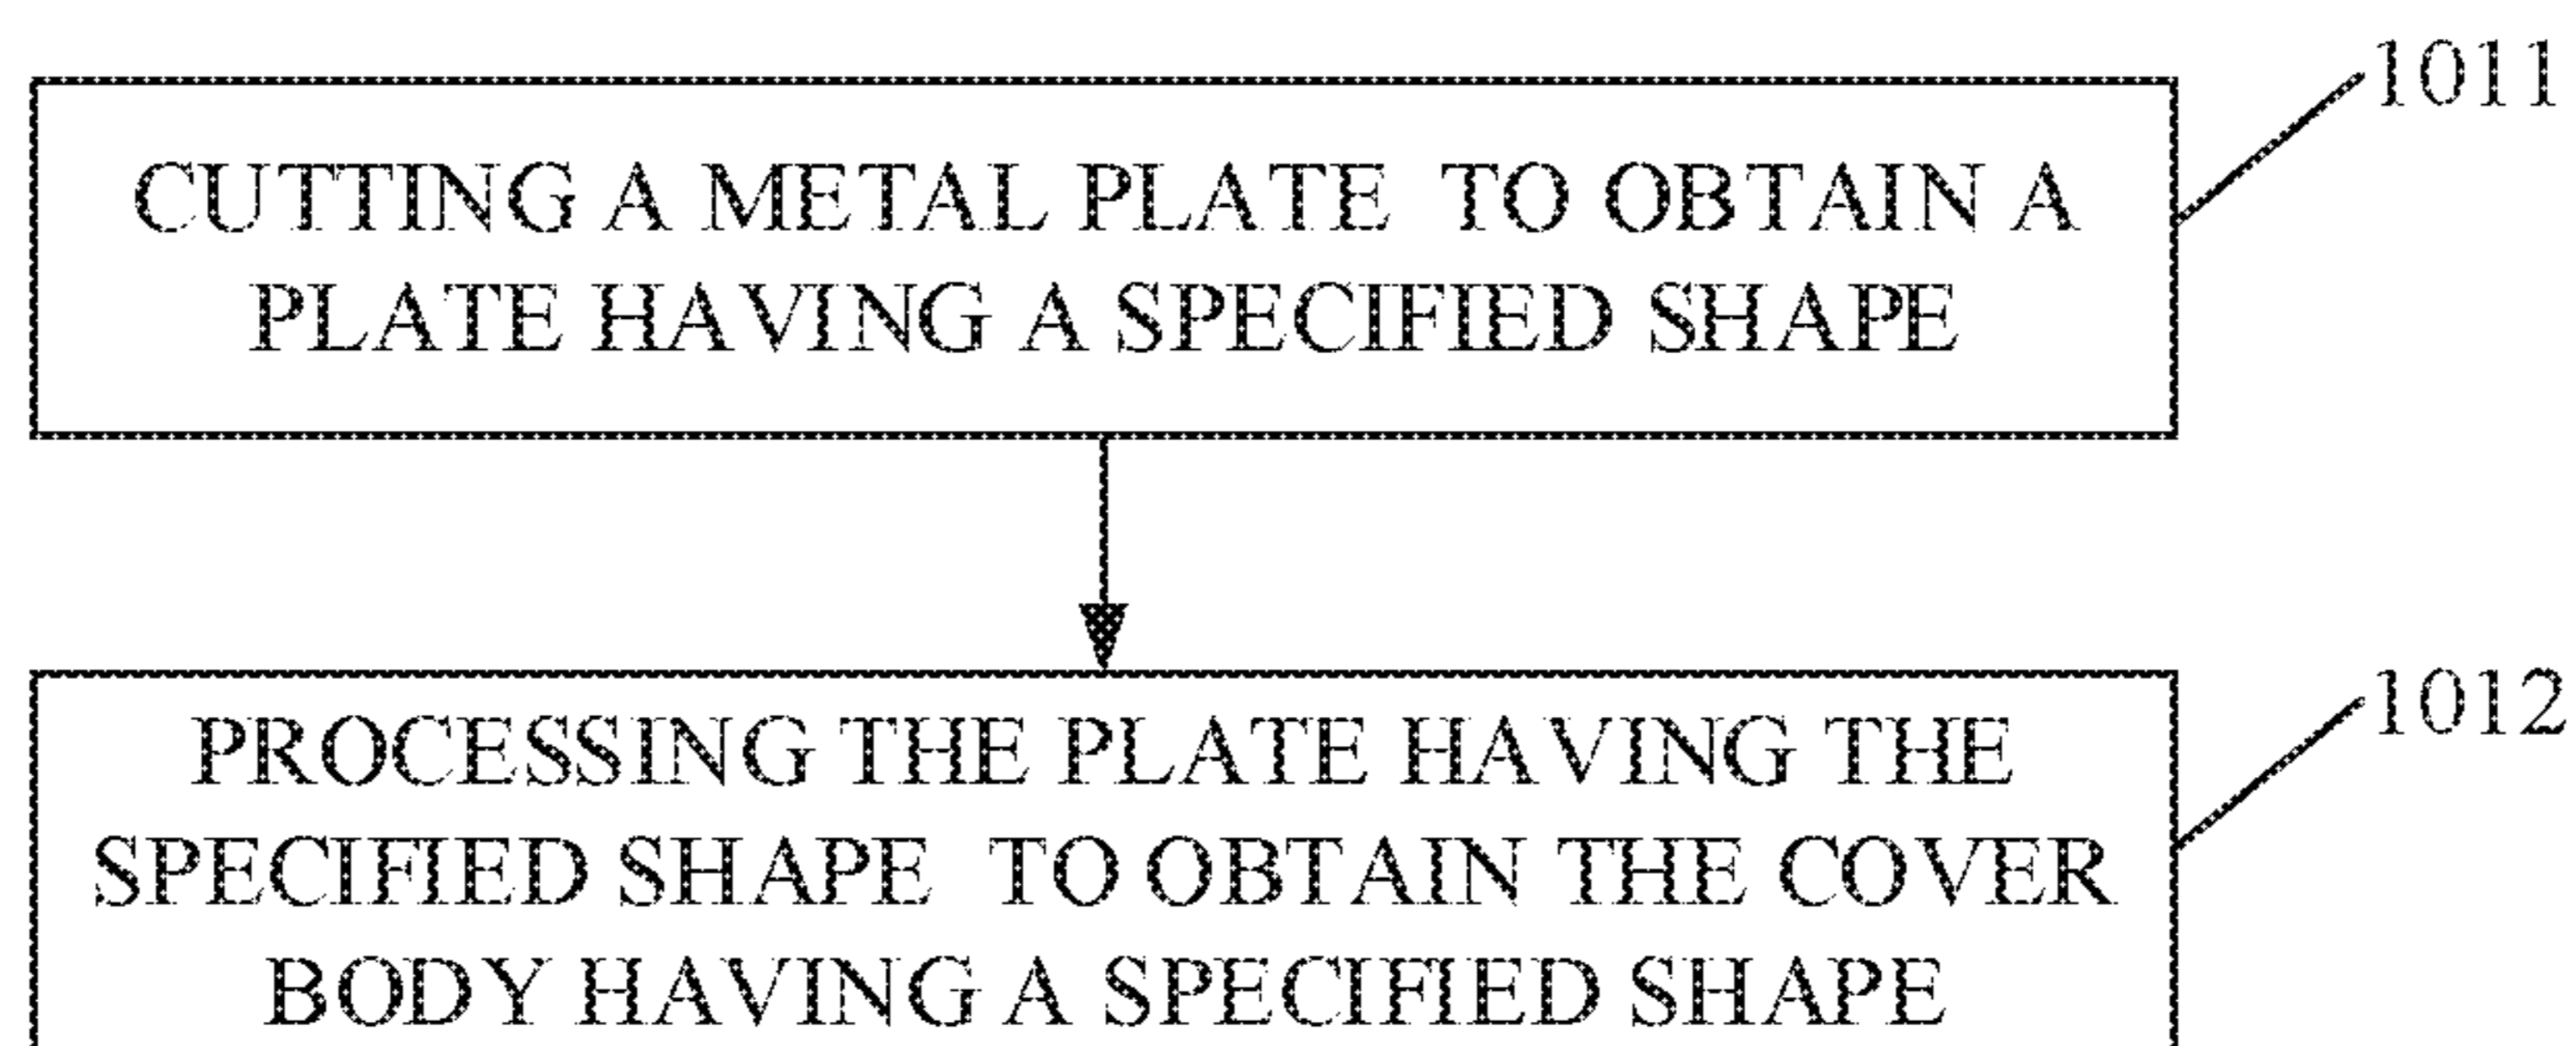 1011
CUTTING A METAL PLATE TO OBTAIN A
PLATE HAVING A SPECIFIED SHAPE
1012
PROCESSING THE PLATE HAVING THE
SPECIFIED SHAPE TO OBTAIN THE COVER
BODY HAVING A SPECIFIED SHAPE